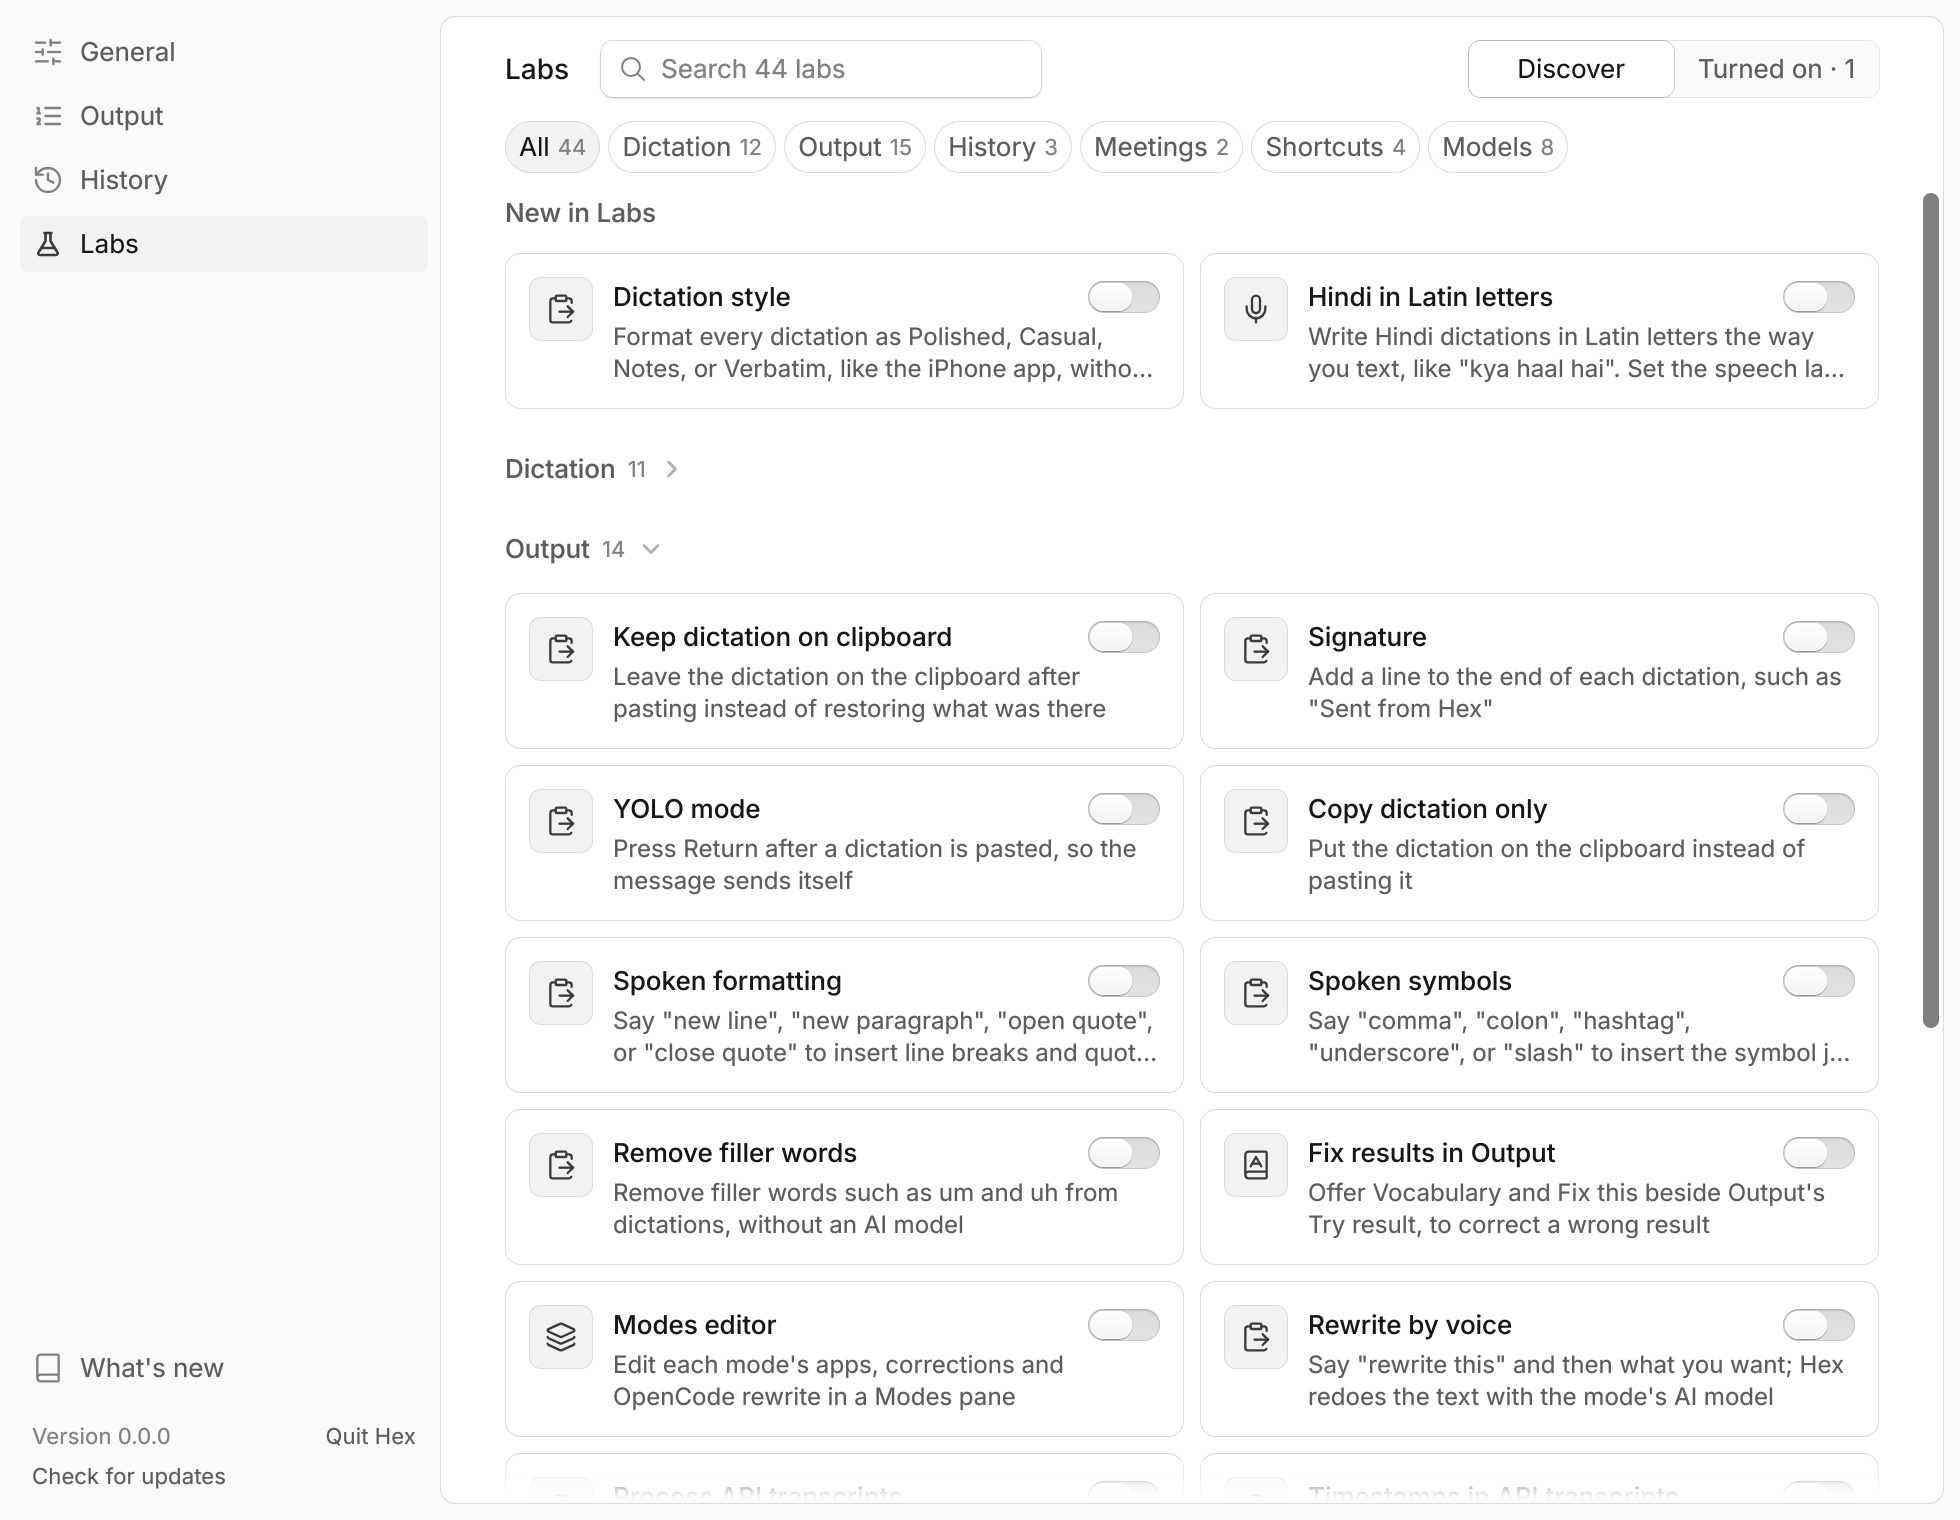 General
Output
History
Labs
What's new
Version 0.0.0
Quit Hex
Check for updates
Labs
Search 44 labs
Discover
Turned on · 1
All 44
Dictation 12
Output 15
History 3
Meetings 2
Shortcuts 4
Models 8
New in Labs
Dictation style
Format every dictation as Polished, Casual,
Notes, or Verbatim, like the iPhone app, witho...
Hindi in Latin letters
Write Hindi dictations in Latin letters the way
you text, like "kya haal hai". Set the speech la...
Dictation 11
Output 14
Keep dictation on clipboard
Leave the dictation on the clipboard after
pasting instead of restoring what was there
Signature
Add a line to the end of each dictation, such as
"Sent from Hex"
YOLO mode
Press Return after a dictation is pasted, so the
message sends itself
Copy dictation only
Put the dictation on the clipboard instead of
pasting it
Spoken formatting
Say "new line", "new paragraph", "open quote",
or "close quote" to insert line breaks and quot...
Spoken symbols
Say "comma", "colon", "hashtag",
"underscore", or "slash" to insert the symbol j...
Remove filler words
Remove filler words such as um and uh from
dictations, without an AI model
Fix results in Output
Offer Vocabulary and Fix this beside Output's
Try result, to correct a wrong result
Modes editor
Edit each mode's apps, corrections and
OpenCode rewrite in a Modes pane
Rewrite by voice
Say "rewrite this" and then what you want; Hex
redoes the text with the mode's AI model
Process API transcripts
Timestamps in API transcripts